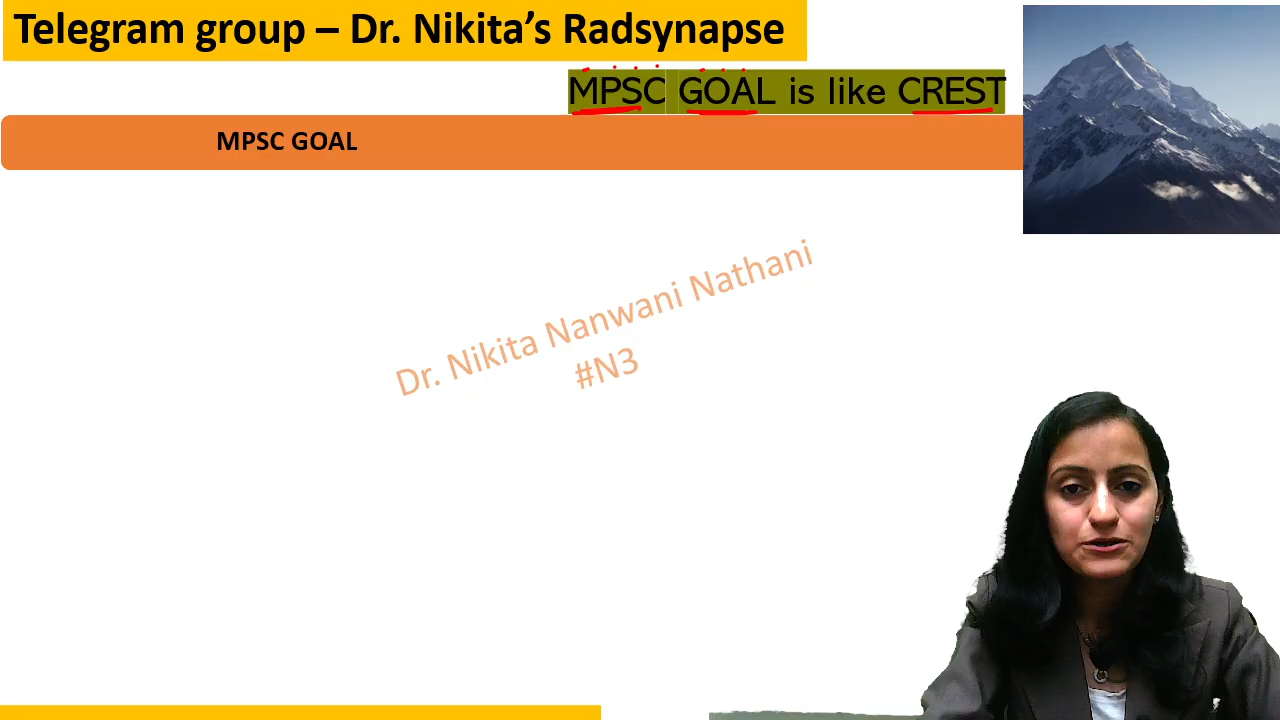 Telegram group – Dr. Nikita’s Radsynapse
MPSC GOAL is like CREST
MPSC GOAL
Dr. Nikita Nanwani Nathani
#N3